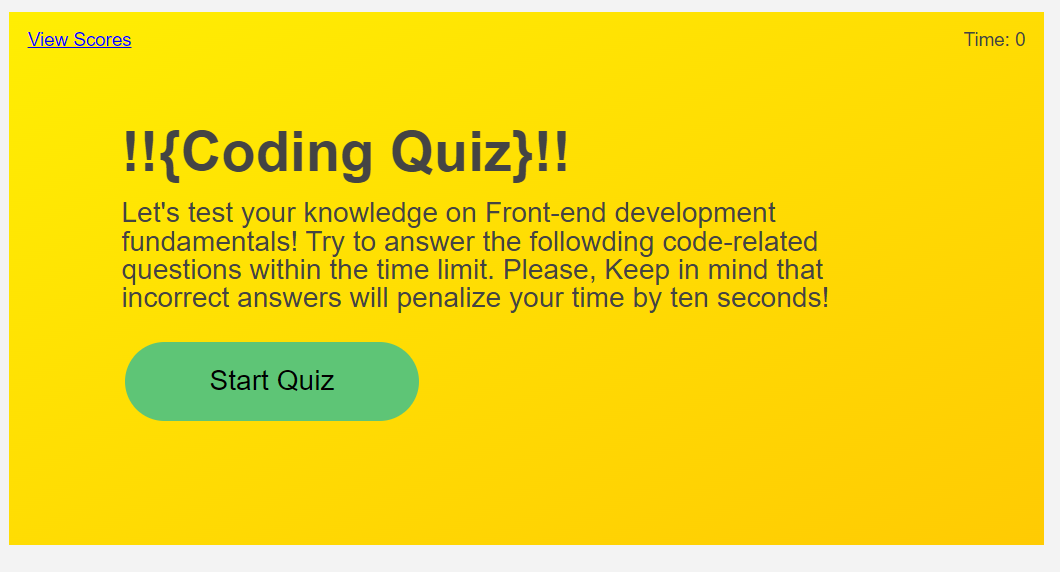 View Scores
Time: 0
!!{Coding Quiz}!!
Let's test your knowledge on Front-end development
fundamentals! Try to answer the followding code-related
questions within the time limit. Please, Keep in mind that
incorrect answers will penalize your time by ten seconds!
Start Quiz